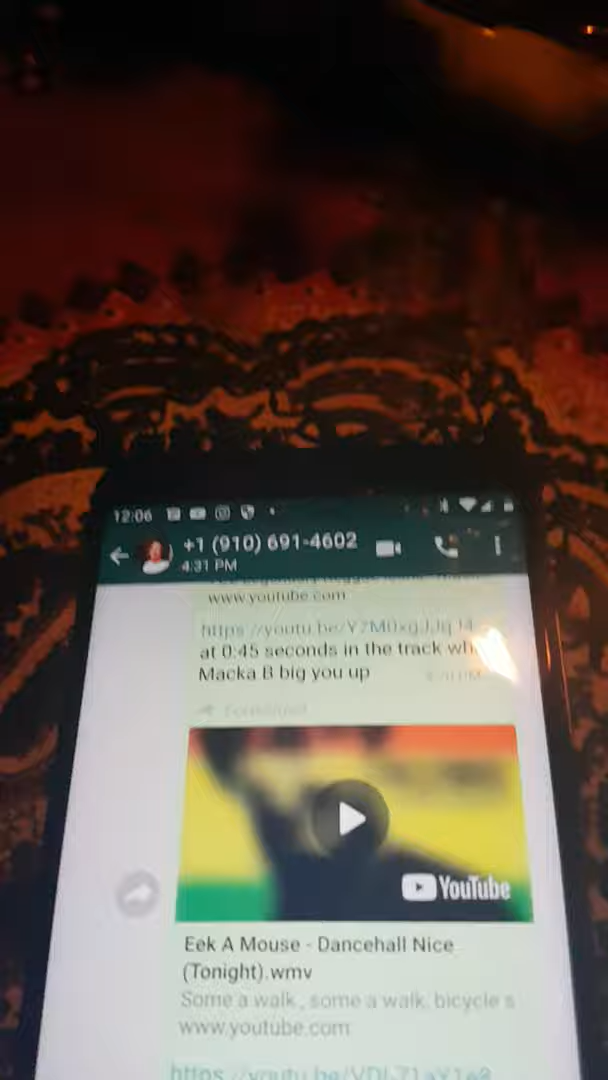 12:06
+1 (910) 691-4602
4:31 PM
www.youtube.com
at 0:45 seconds in the track
Macka B big you up
Forwarded
YouTube
Eek A Mouse - Dancehall Nice
(Tonight).wmv
Some a walk, some a walk, bicycle s
www.youtube.com